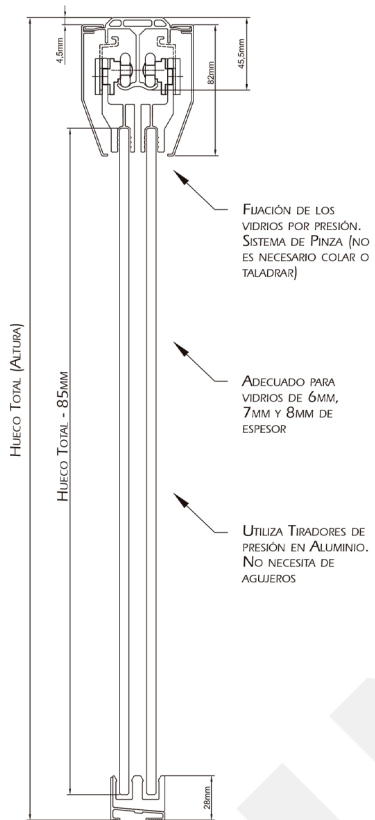 4,5mm
45,5mm
82mm
Fijación de los
vidrios por presión.
Sistema de Pinza (no
es necesario colar o
taladrar)
Hueco Total (Altura)
Hueco Total - 85mm
Adecuado para
vidrios de 6mm,
7mm y 8mm de
espesor
Utiliza Tiradores de
presión en Aluminio.
No necesita de
agujeros
28mm